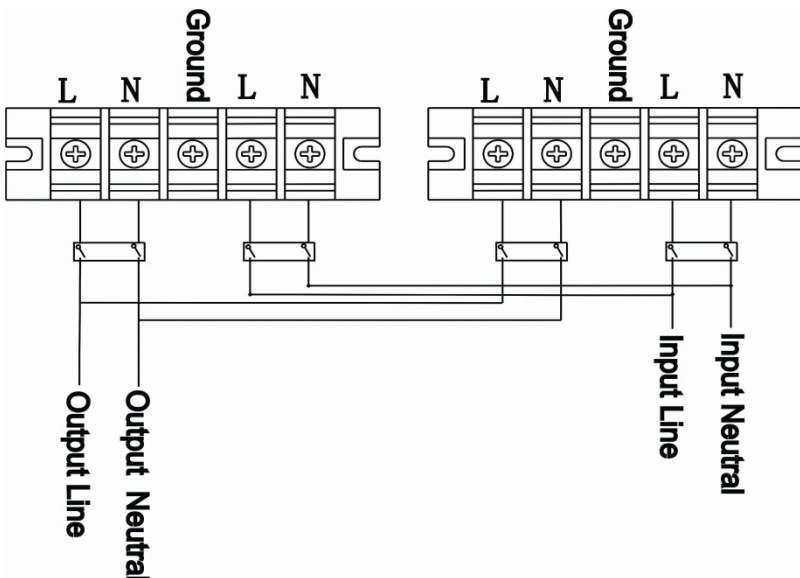 Ground
L N L N
Ground
L N L N
Output Line
Output Neutral
Input Line
Input Neutral